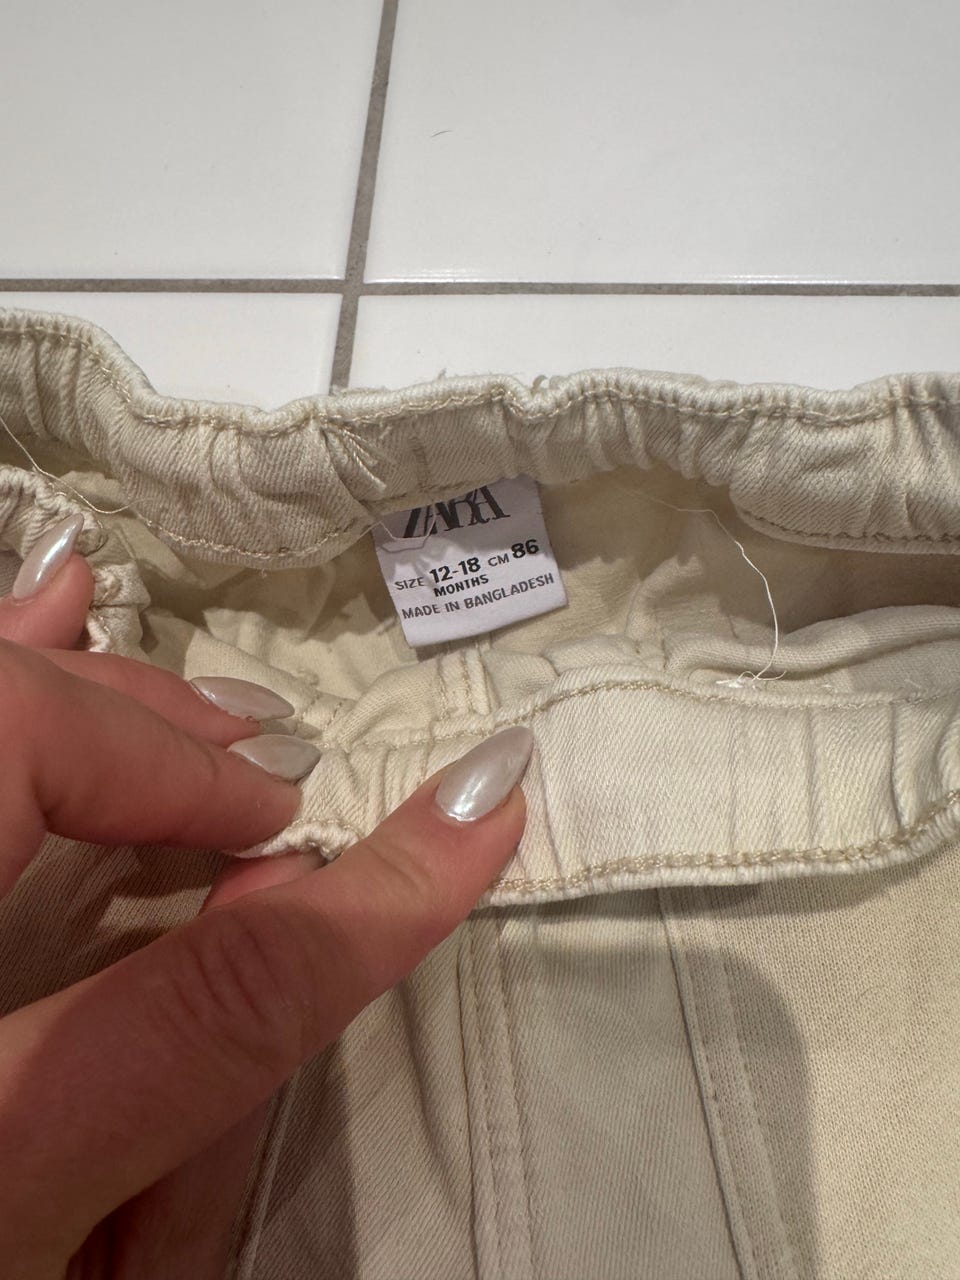 ZARA
SIZE 12-18 CM 86
MONTHS
MADE IN BANGLADESH